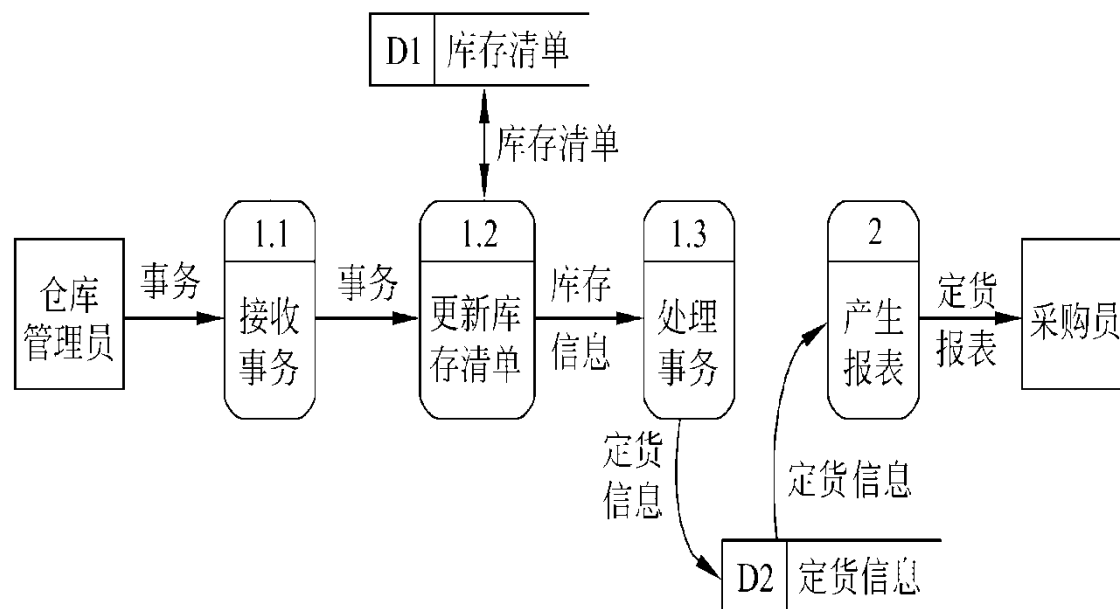 D1 库存清单
库存清单
1.1
1.2
1.3
2
仓库
管理员
事务
接收
事务
事务
更新库
存清单
库存
信息
处理
事务
产生
报表
定货
报表
采购员
定货
信息
定货信息
D2 定货信息